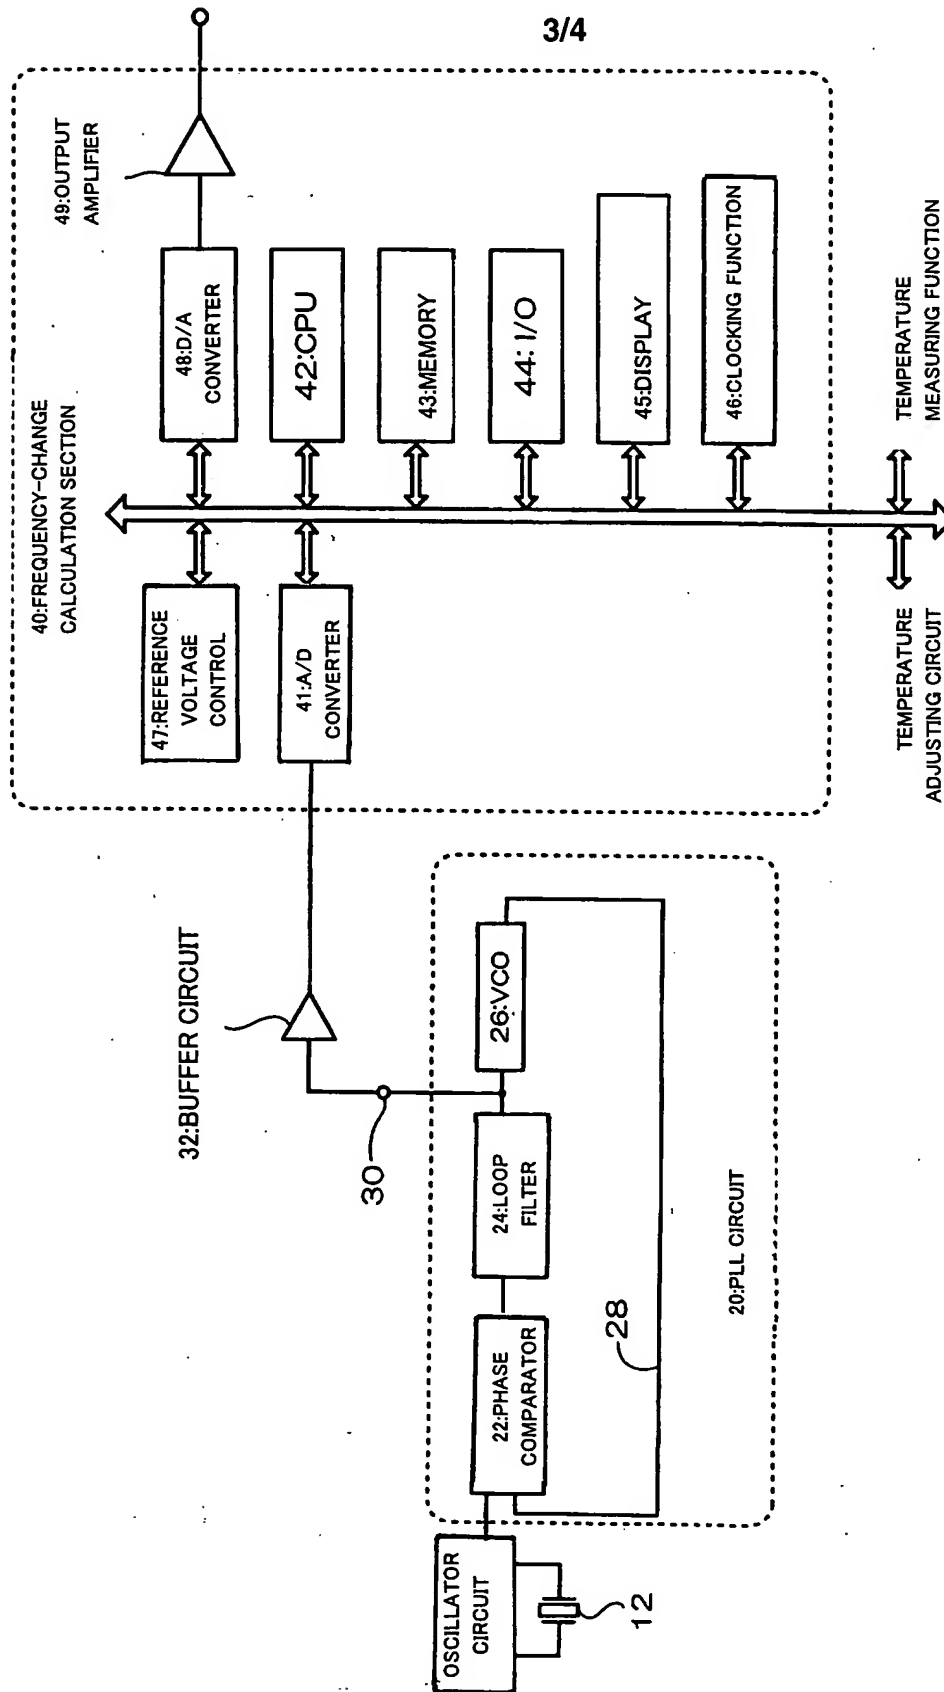 3/4
49:OUTPUT
AMPLIFIER
40:FREQUENCY-CHANGE
CALCULATION SECTION
47:REFERENCE
VOLTAGE
CONTROL
48:D/A
CONVERTER
41:A/D
CONVERTER
42:CPU
43:MEMORY
44:I/O
45:DISPLAY
46:CLOCKING FUNCTION
TEMPERATURE
ADJUSTING CIRCUIT
TEMPERATURE
MEASURING FUNCTION
32:BUFFER CIRCUIT
30
26:VCO
24:LOOP
FILTER
22:PHASE
COMPARATOR
28
20:PLL CIRCUIT
OSCILLATOR
CIRCUIT
12